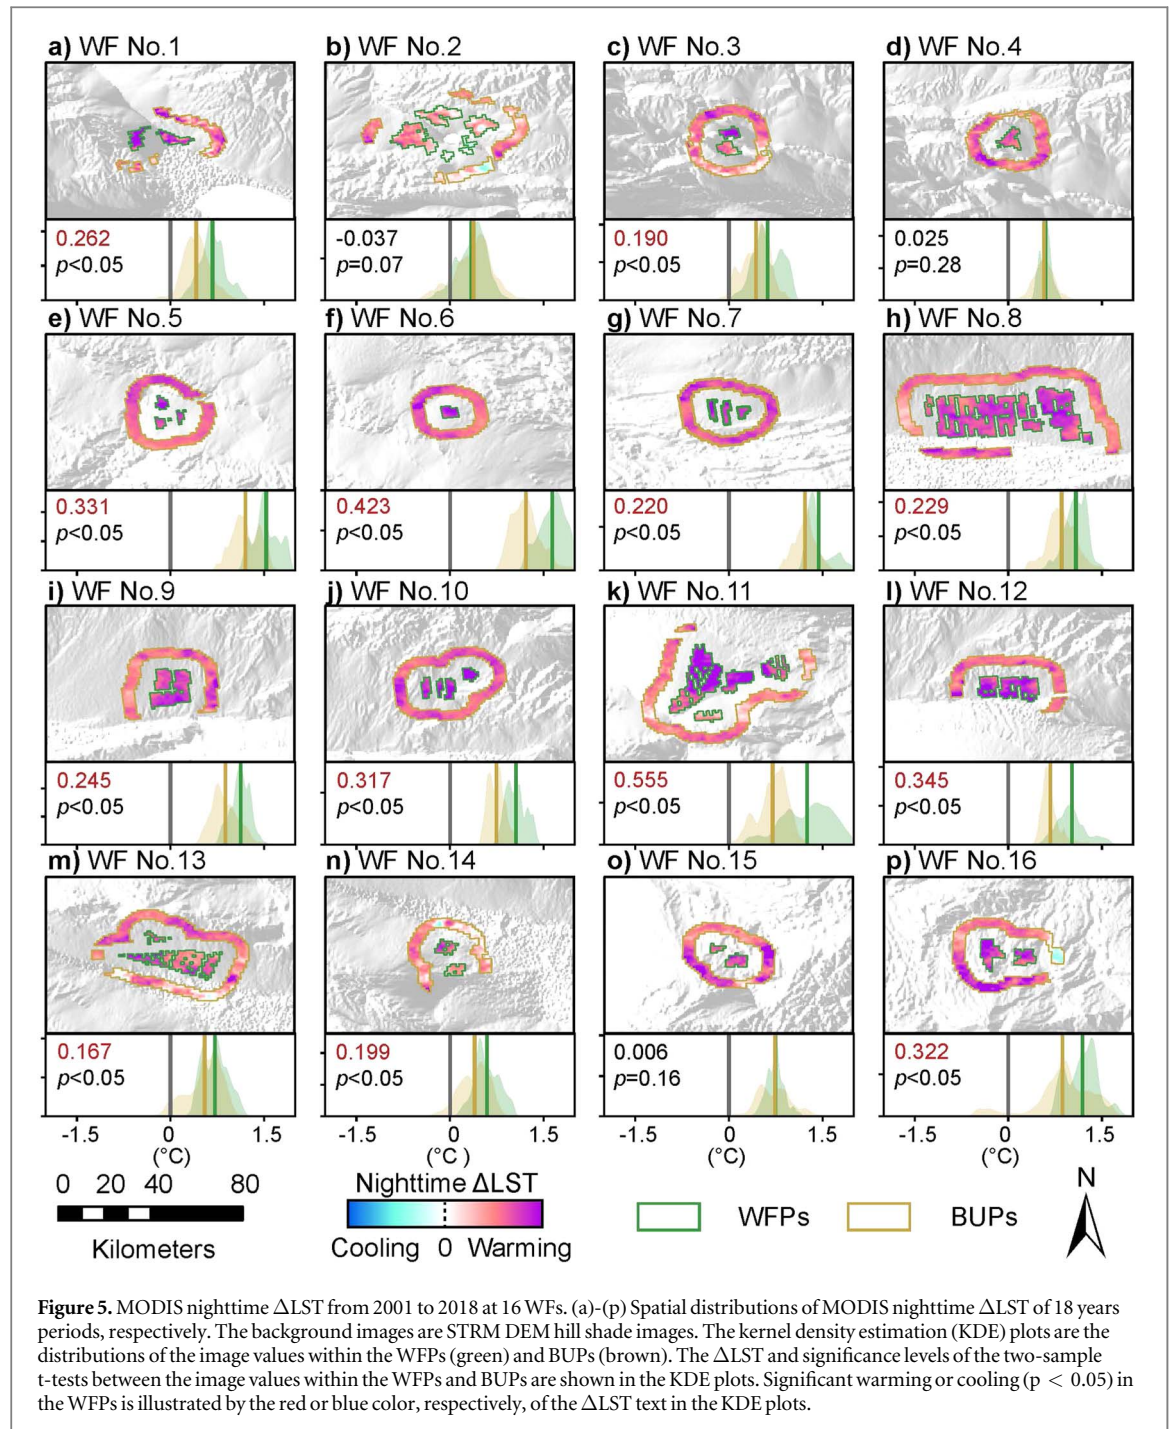 a) WF No.1
b) WF No.2
c) WF No.3
d) WF No.4
0.262
p<0.05
-0.037
p=0.07
0.190
p<0.05
0.025
p=0.28
e) WF No.5
f) WF No.6
g) WF No.7
h) WF No.8
0.331
p<0.05
0.423
p<0.05
0.220
p<0.05
0.229
p<0.05
i) WF No.9
j) WF No.10
k) WF No.11
l) WF No.12
0.245
p<0.05
0.317
p<0.05
0.555
p<0.05
0.345
p<0.05
m) WF No.13
n) WF No.14
o) WF No.15
p) WF No.16
0.167
p<0.05
0.199
p<0.05
0.006
p=0.16
0.322
p<0.05
-1.5 0 1.5
(°C)
-1.5 0 1.5
(°C)
-1.5 0 1.5
(°C)
-1.5 0 1.5
(°C)
0 20 40 80
Kilometers
Nighttime ΔLST
Cooling 0 Warming
WFPs
BUPs
N
Figure 5. MODIS nighttime ΔLST from 2001 to 2018 at 16 WFs. (a)-(p) Spatial distributions of MODIS nighttime ΔLST of 18 years
periods, respectively. The background images are STRM DEM hill shade images. The kernel density estimation (KDE) plots are the
distributions of the image values within the WFPs (green) and BUPs (brown). The ΔLST and significance levels of the two-sample
t-tests between the image values within the WFPs and BUPs are shown in the KDE plots. Significant warming or cooling (p < 0.05) in
the WFPs is illustrated by the red or blue color, respectively, of the ΔLST text in the KDE plots.